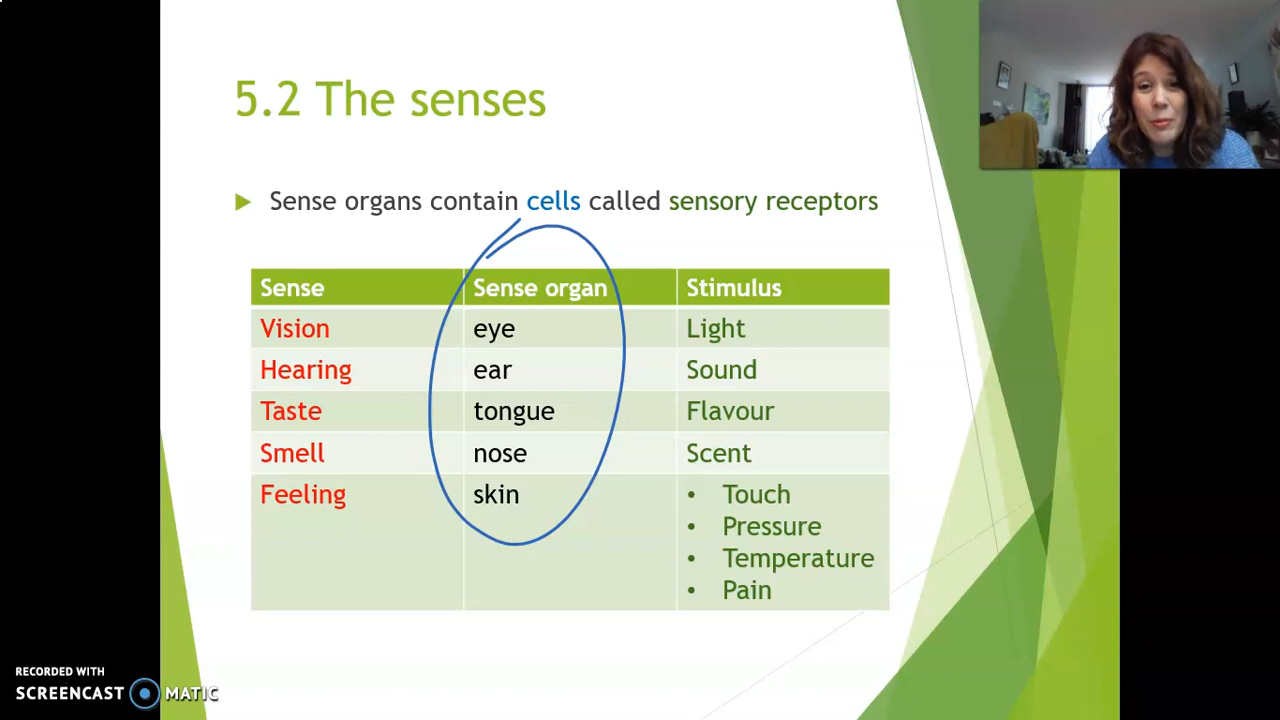 5.2 The senses
Sense organs contain cells called sensory receptors
Sense Sense organ Stimulus
Vision eye Light
Hearing ear Sound
Taste tongue Flavour
Smell nose Scent
Feeling skin • Touch
• Pressure
• Temperature
• Pain
RECORDED WITH
SCREENCAST MATIC